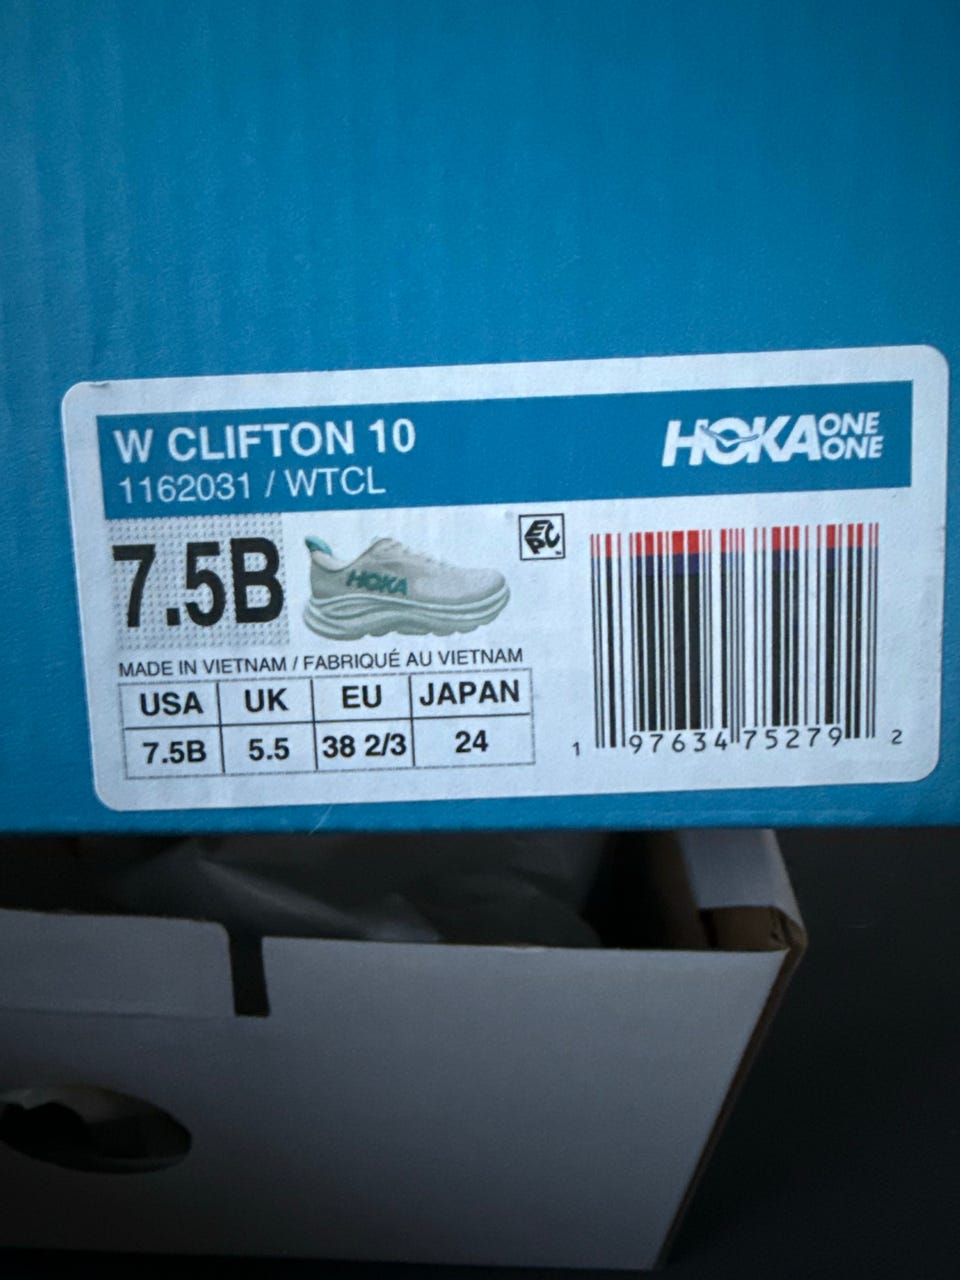 W CLIFTON 10
1162031 / WTCL
HOKA ONE ONE
7.5B
HOKA
EPC
MADE IN VIETNAM / FABRIQUÉ AU VIETNAM
USA UK EU JAPAN
7.5B 5.5 38 2/3 24
1 97634 75279 2